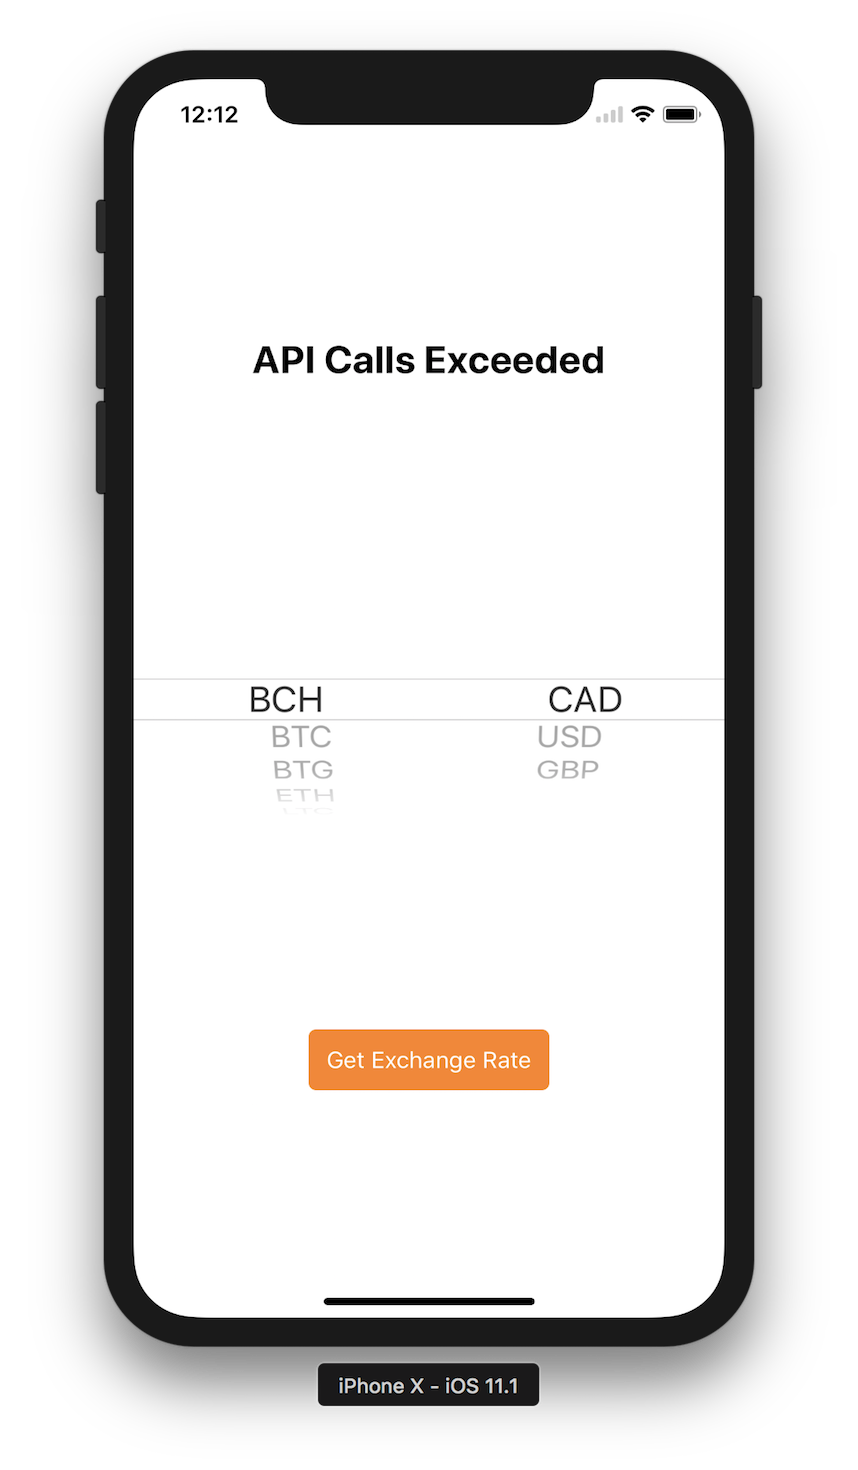 12:12
API Calls Exceeded
BCH CAD
BTC USD
BTG GBP
ETH
Get Exchange Rate
iPhone X - iOS 11.1